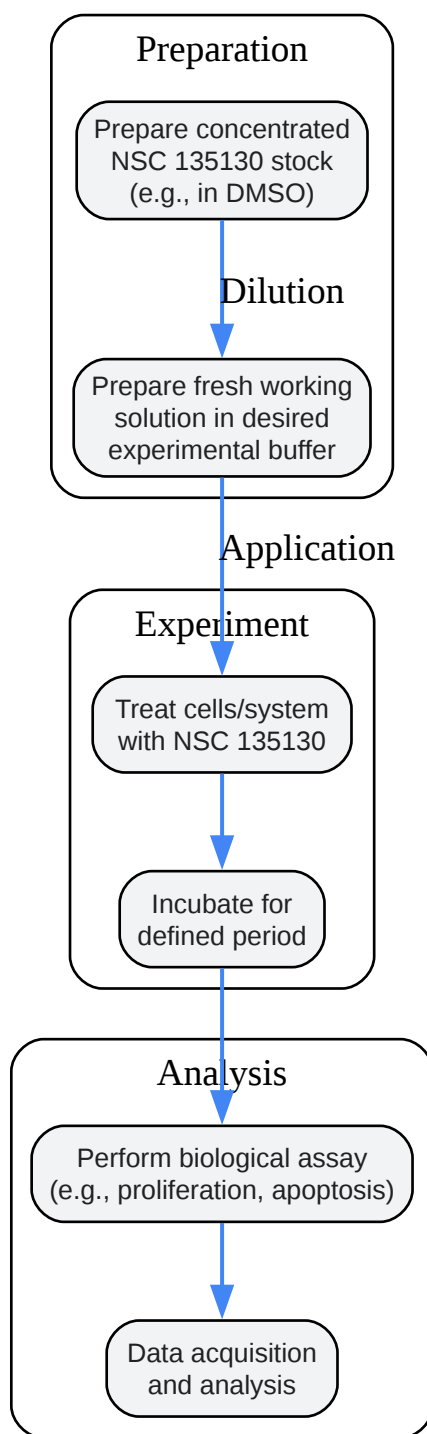 Preparation
Prepare concentrated
NSC 135130 stock
(e.g., in DMSO)
Dilution
Prepare fresh working
solution in desired
experimental buffer
Application
Experiment
Treat cells/system
with NSC 135130
Incubate for
defined period
Analysis
Perform biological assay
(e.g., proliferation, apoptosis)
Data acquisition
and analysis